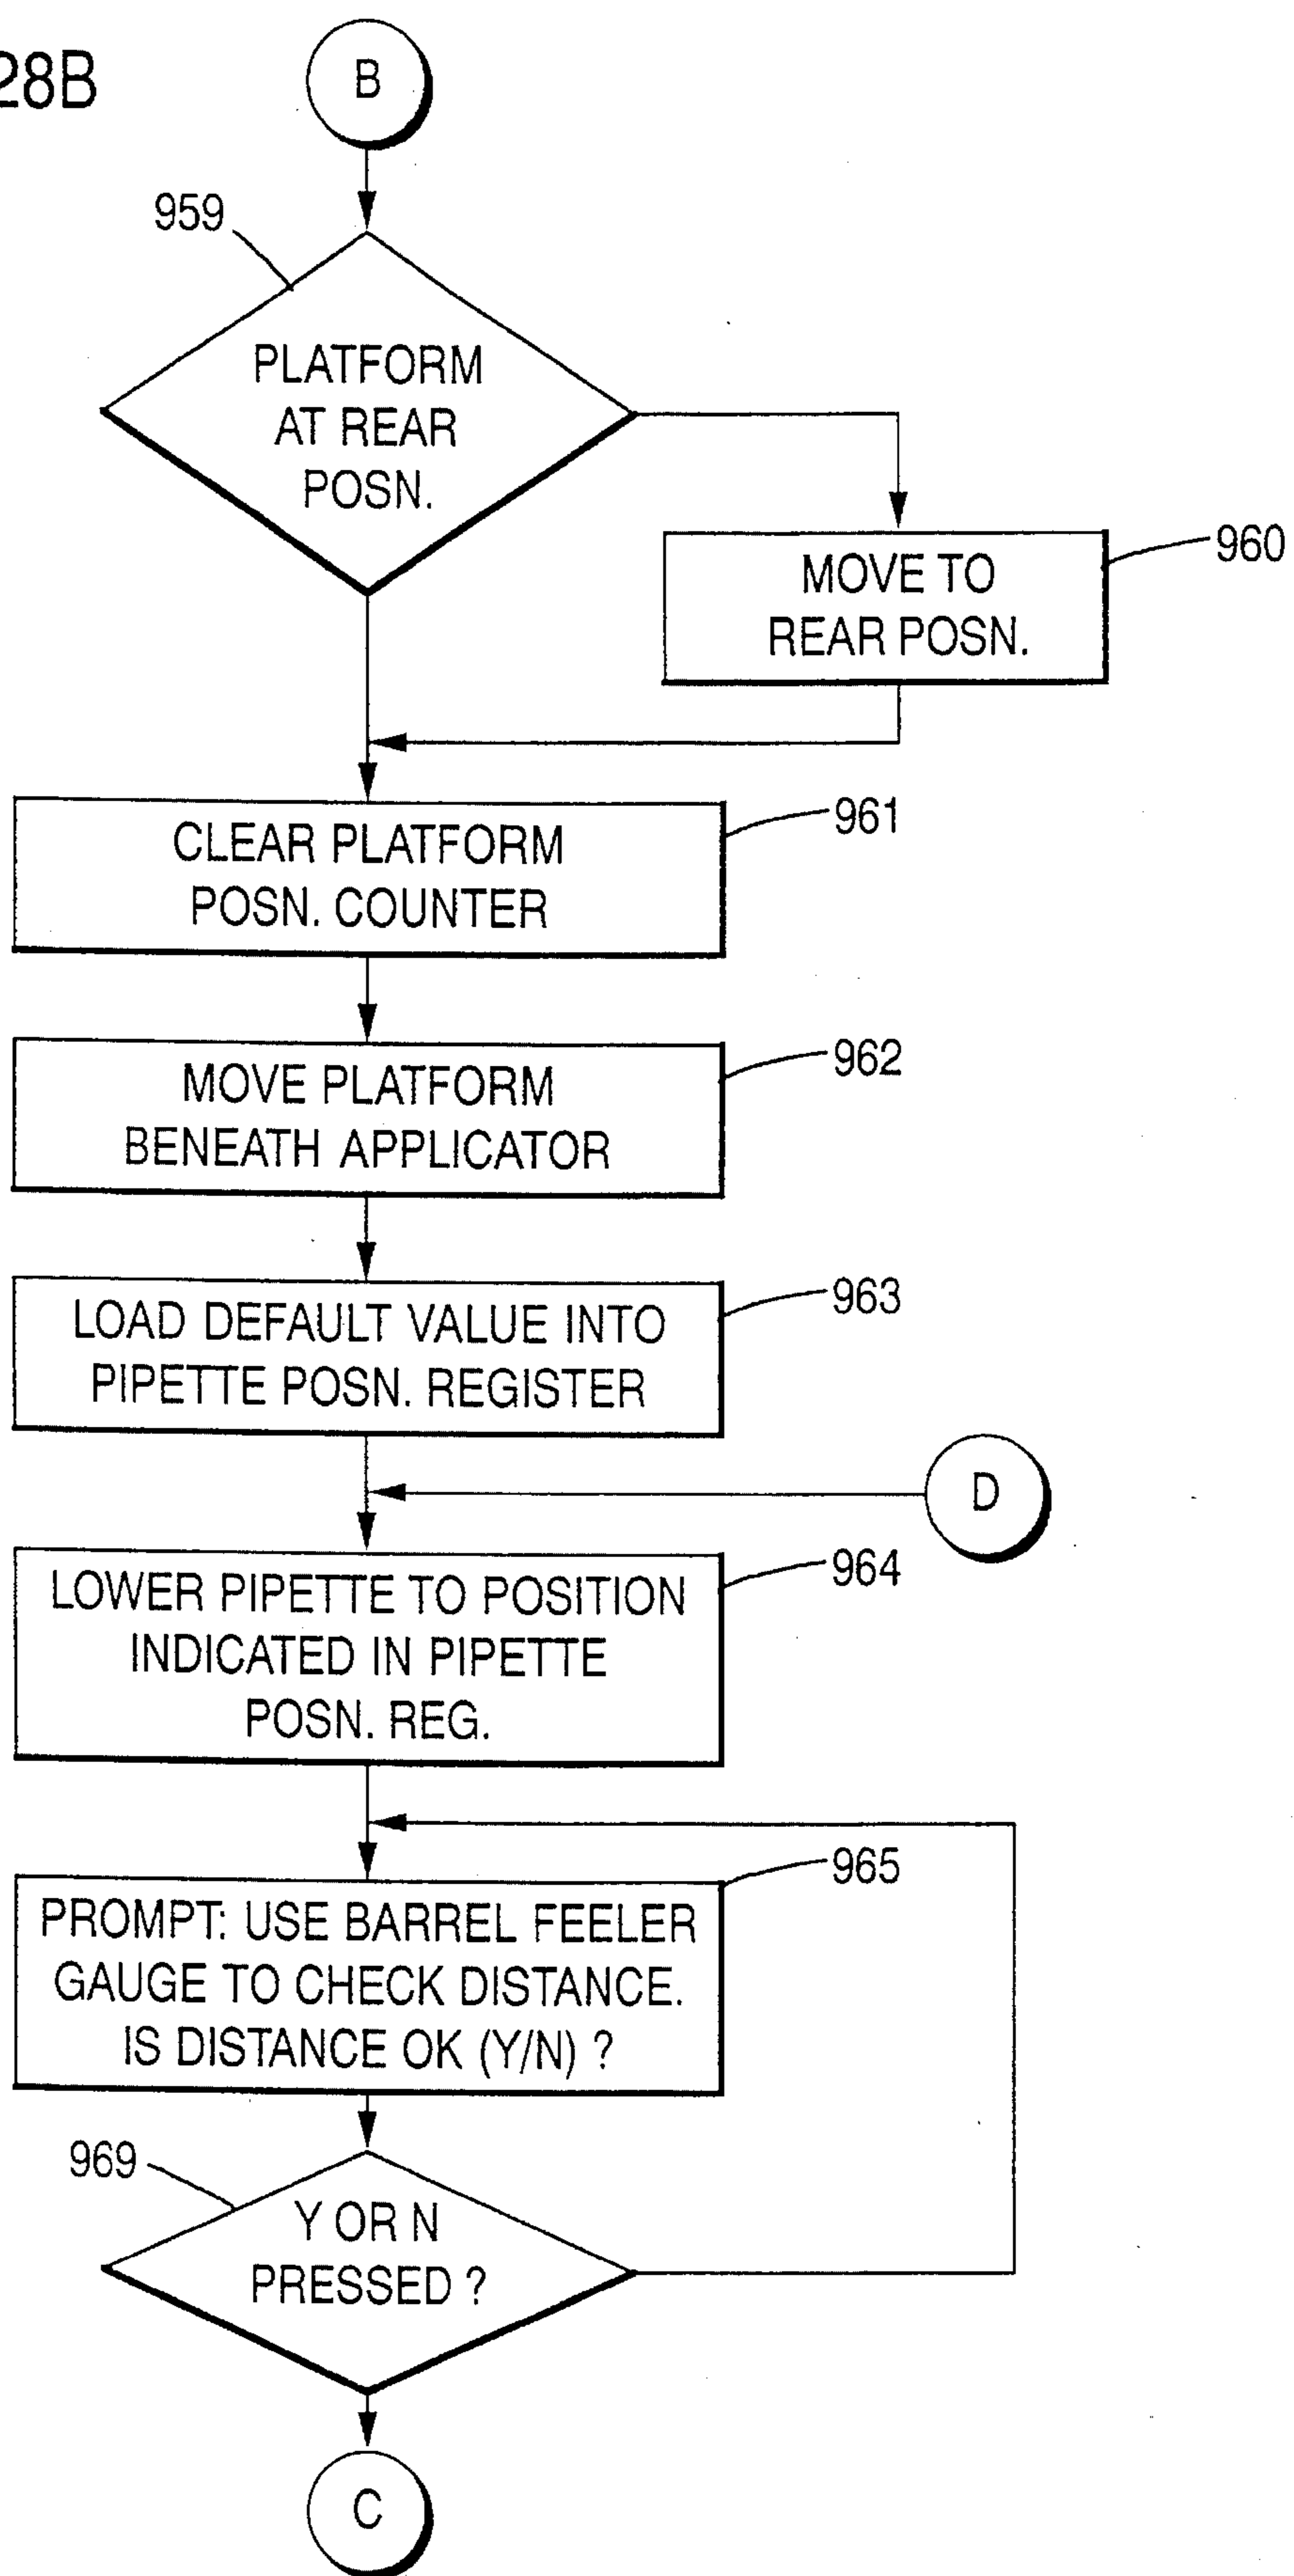 28B
B
959
PLATFORM
AT REAR
POSN.
960
MOVE TO
REAR POSN.
961
CLEAR PLATFORM
POSN. COUNTER
962
MOVE PLATFORM
BENEATH APPLICATOR
963
LOAD DEFAULT VALUE INTO
PIPETTE POSN. REGISTER
D
964
LOWER PIPETTE TO POSITION
INDICATED IN PIPETTE
POSN. REG.
965
PROMPT: USE BARREL FEELER
GAUGE TO CHECK DISTANCE.
IS DISTANCE OK (Y/N) ?
969
Y OR N
PRESSED ?
C